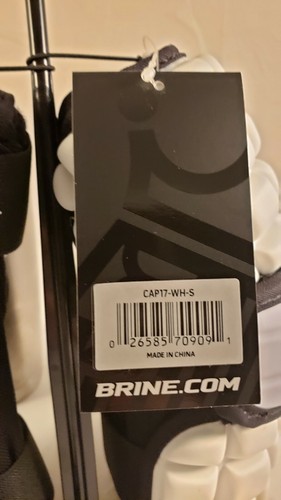 CAP17-WH-S
0 26585 70909 1
MADE IN CHINA
BRINE.COM